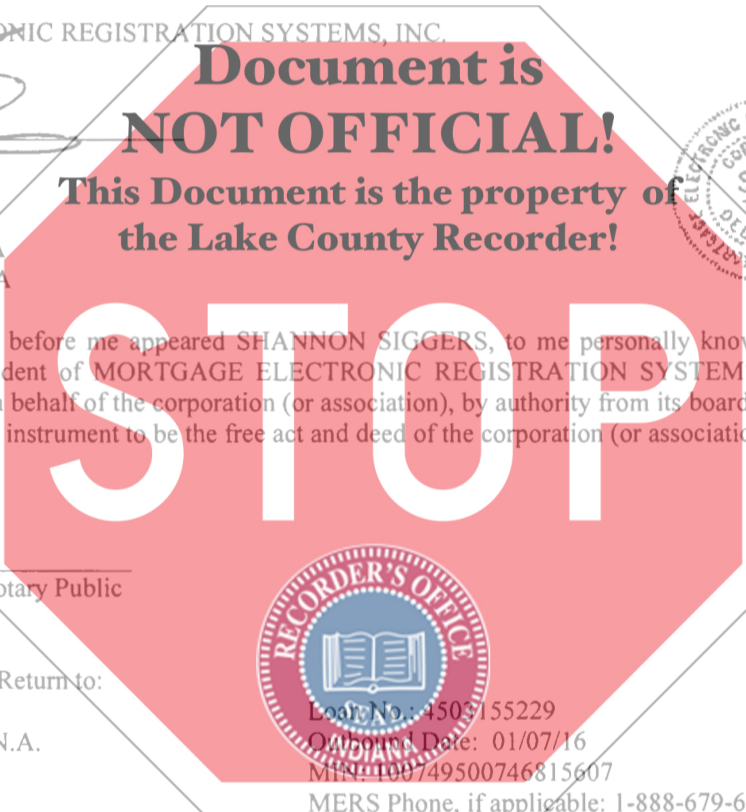 ONIC REGISTRATION SYSTEMS, INC.
Document is
NOT OFFICIAL!
This Document is the property of
the Lake County Recorder!
A
before me appeared SHANNON SIGGERS, to me personally know
dent of MORTGAGE ELECTRONIC REGISTRATION SYSTEM
behalf of the corporation (or association), by authority from its board
instrument to be the free act and deed of the corporation (or associatio
STOP
otary Public
RECORDER'S OFFICE
SEAL
INDIANA
Return to:
Loan No.: 4503155229
N.A.
Outbound Date: 01/07/16
MIN: 100749500746815607
MERS Phone, if applicable: 1-888-679-6